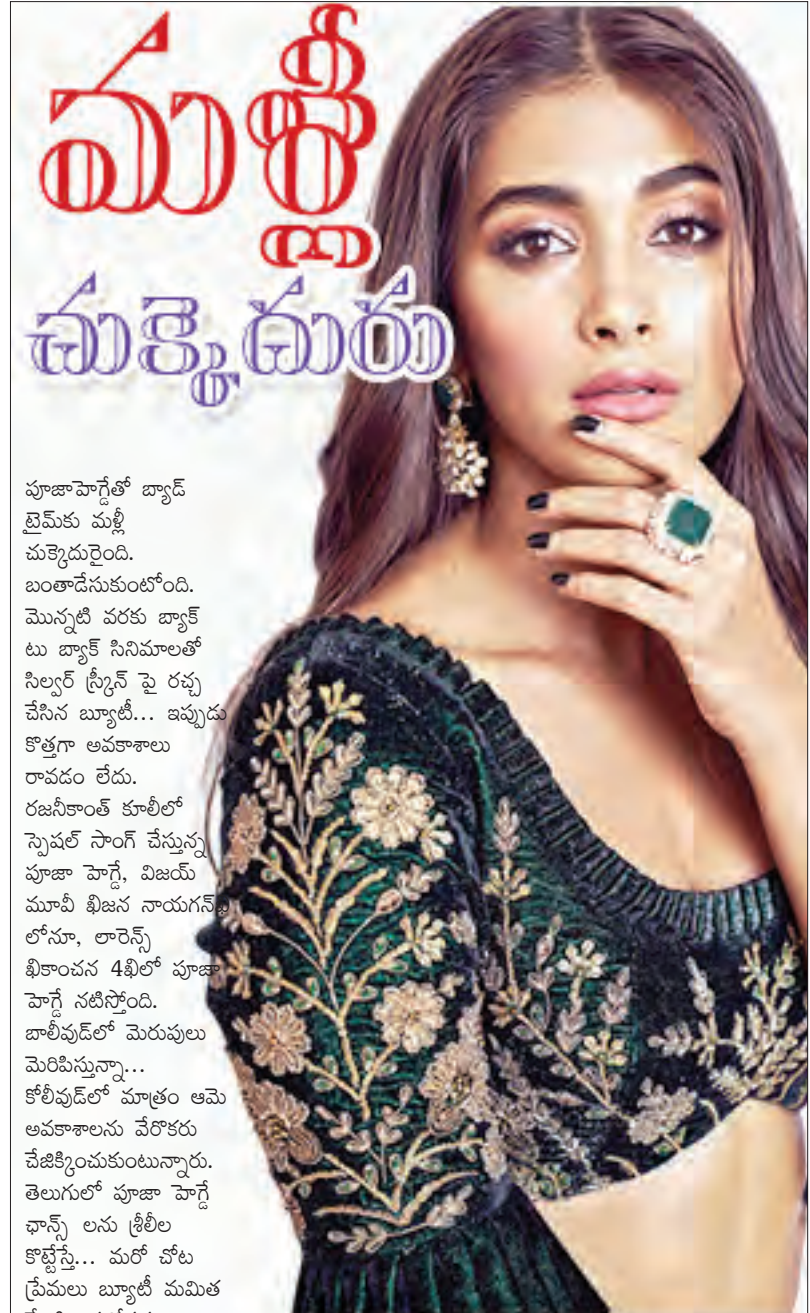 మళ్లీ
చుక్కెదురు
పూజాహెగ్డేతో బ్యాడ్
టైమ్‌కు మళ్లీ
చుక్కెదురైంది.
బంతాడేసుకుంటోంది.
మొన్నటి వరకు బ్యాక్
టు బ్యాక్ సినిమాలతో
సిల్వర్ స్క్రీన్ పై రచ్చ
చేసిన బ్యూటీ... ఇప్పుడు
కొత్తగా అవకాశాలు
రావడం లేదు.
రజనీకాంత్ కూలీలో
స్పెషల్ సాంగ్ చేస్తున్న
పూజా హెగ్డే, విజయ్
మూవీ ఖిజన నాయగన్‌ఖి
లోనూ, లారెన్స్
ఖికాంచన 4ఖిలో పూజా
హెగ్డే నటిస్తోంది.
బాలీవుడ్‌లో మెరుపులు
మెరిపిస్తున్నా...
కోలీవుడ్‌లో మాత్రం ఆమె
అవకాశాలను వేరొకరు
చేజిక్కించుకుంటున్నారు.
తెలుగులో పూజా హెగ్డే
ఛాన్స్ లను శ్రీలీల
కొట్టేస్తే... మరో చోట
ప్రేమలు బ్యూటీ మమిత